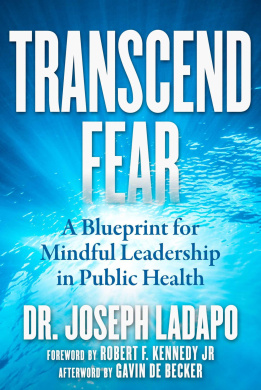 TRANSCEND
FEAR
A Blueprint for
Mindful Leadership
in Public Health
DR. JOSEPH LADAPO
FOREWORD BY ROBERT F. KENNEDY JR
AFTERWORD BY GAVIN DE BECKER